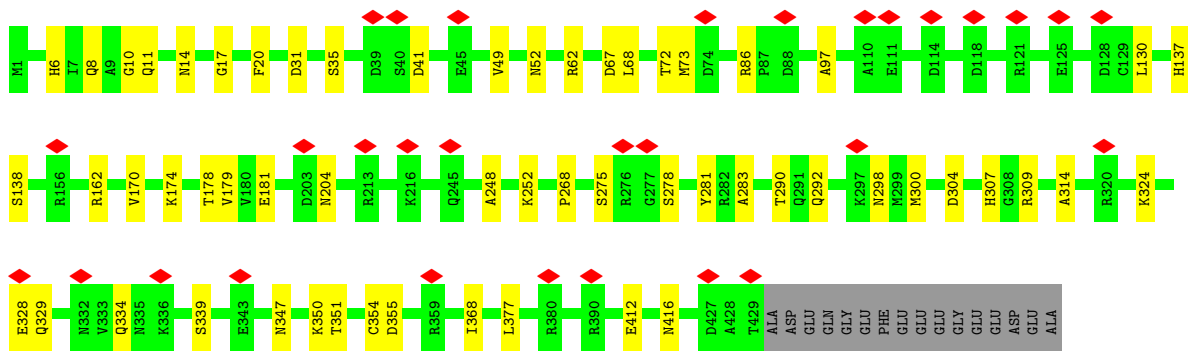 M1 H6 I7 Q8 A9 G10 Q11 N14 G17 F20 D31 S35 D39 S40 D41 E45 V49 N52 R62 D67 L68 T72 M73 D74 R86 P87 D88 A97 A110 E111 D114 D118 R121 E125 D128 C129 L130 H137
S138 R156 R162 V170 K174 T178 V179 V180 E181 D203 N204 R213 K216 Q245 A248 K252 P268 S275 R276 G277 S278 Y281 R282 A283 T290 Q291 Q292 K297 N298 M299 M300 D304 H307 G308 R309 A314 R320 K324
E328 Q329 N332 V333 Q334 N335 K336 S339 E343 N347 K350 T351 C354 D355 R359 I368 L377 R380 R390 E412 N416 D427 A428 T429 ALA ASP GLU GLN GLY GLU PHE GLU GLU GLU GLY GLU GLU ASP GLU ALA